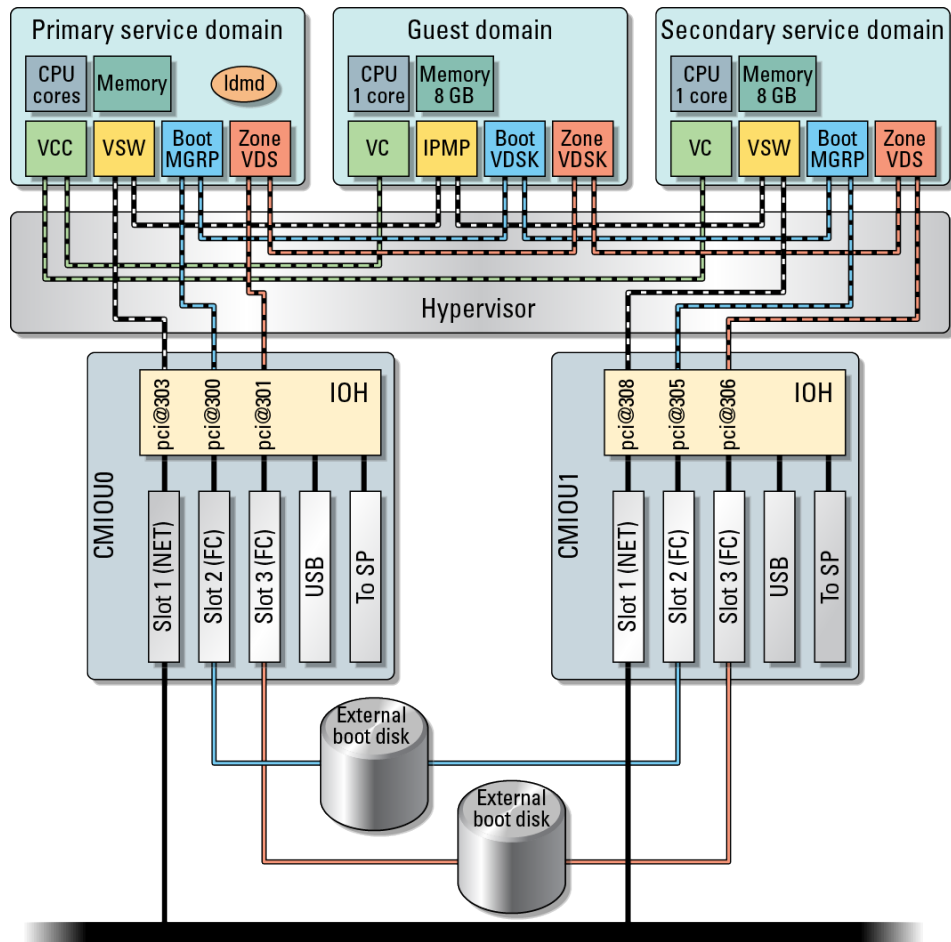 Primary service domain
CPU
cores
Memory
ldmd
VCC
VSW
Boot
MGRP
Zone
VDS
Guest domain
CPU
1 core
Memory
8 GB
VC
IPMP
Boot
VDSK
Zone
VDSK
Secondary service domain
CPU
1 core
Memory
8 GB
VC
VSW
Boot
MGRP
Zone
VDS
Hypervisor
CMIOU0
IOH
pci@303
pci@300
pci@301
Slot 1 (NET)
Slot 2 (FC)
Slot 3 (FC)
USB
To SP
CMIOU1
IOH
pci@308
pci@305
pci@306
Slot 1 (NET)
Slot 2 (FC)
Slot 3 (FC)
USB
To SP
External
boot disk
External
boot disk